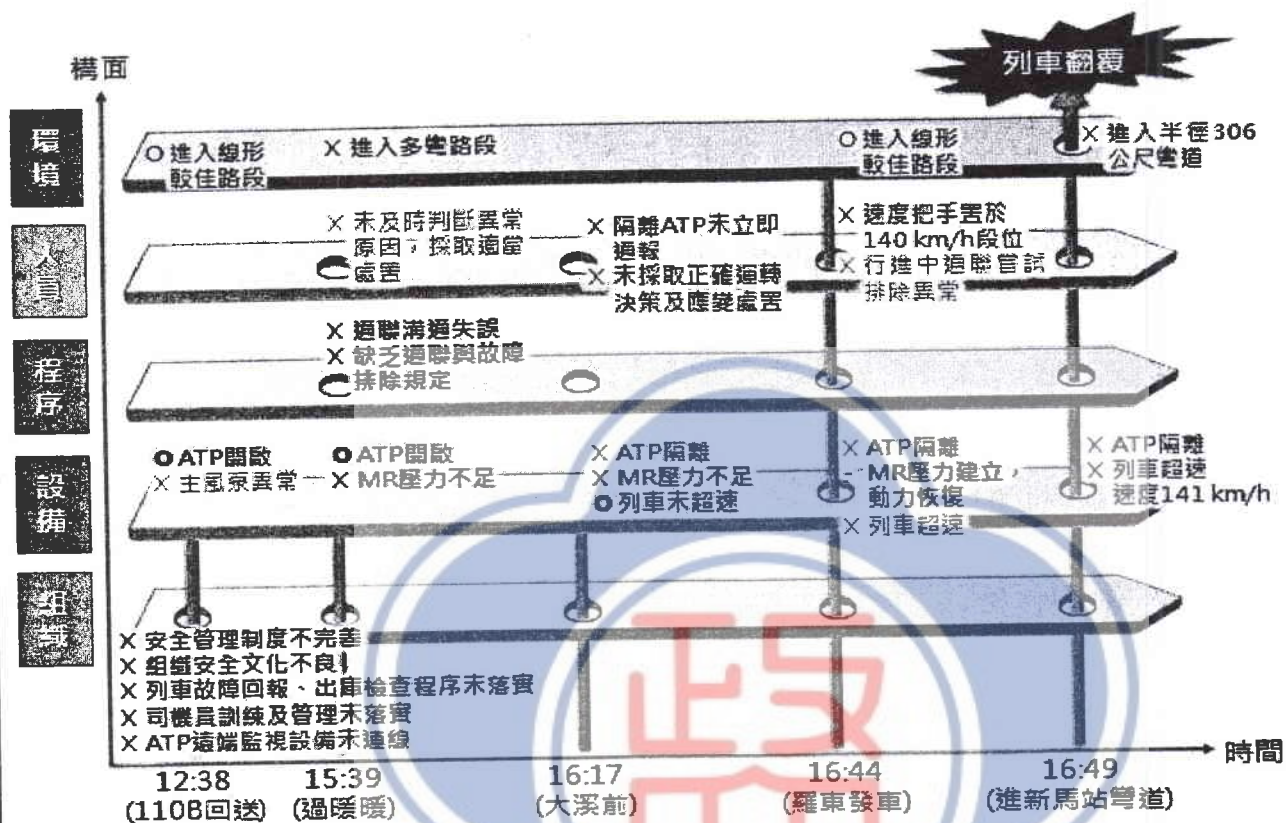 構面
列車翻覆
環境
O 進入線形
較佳路段
X 進入多彎路段
O 進入線形
較佳路段
X 進入半徑306
公尺彎道
人員
X 未及時判斷異常
原因，採取適當
處置
X 隔離ATP未立即
通報
X 未採取正確運轉
決策及應變處置
X 速度把手置於
140 km/h段位
X 行進中通聯嘗試
排除異常
程序
X 通聯溝通失誤
X 缺乏通聯與故障
排除規定
設備
O ATP開啟
X 主風泵異常
O ATP開啟
X MR壓力不足
X ATP隔離
X MR壓力不足
O 列車未超速
X ATP隔離
MR壓力建立，
動力恢復
X 列車超速
X ATP隔離
X 列車超速
速度141 km/h
組織
X 安全管理制度不完善
X 組織安全文化不良
X 列車故障回報、出庫檢查程序未落實
X 司機員訓練及管理未落實
X ATP遠端監視設備未連線
時間
12:38
(110B回送)
15:39
(過暖暖)
16:17
(大溪前)
16:44
(羅車發車)
16:49
(進新馬站彎道)
政